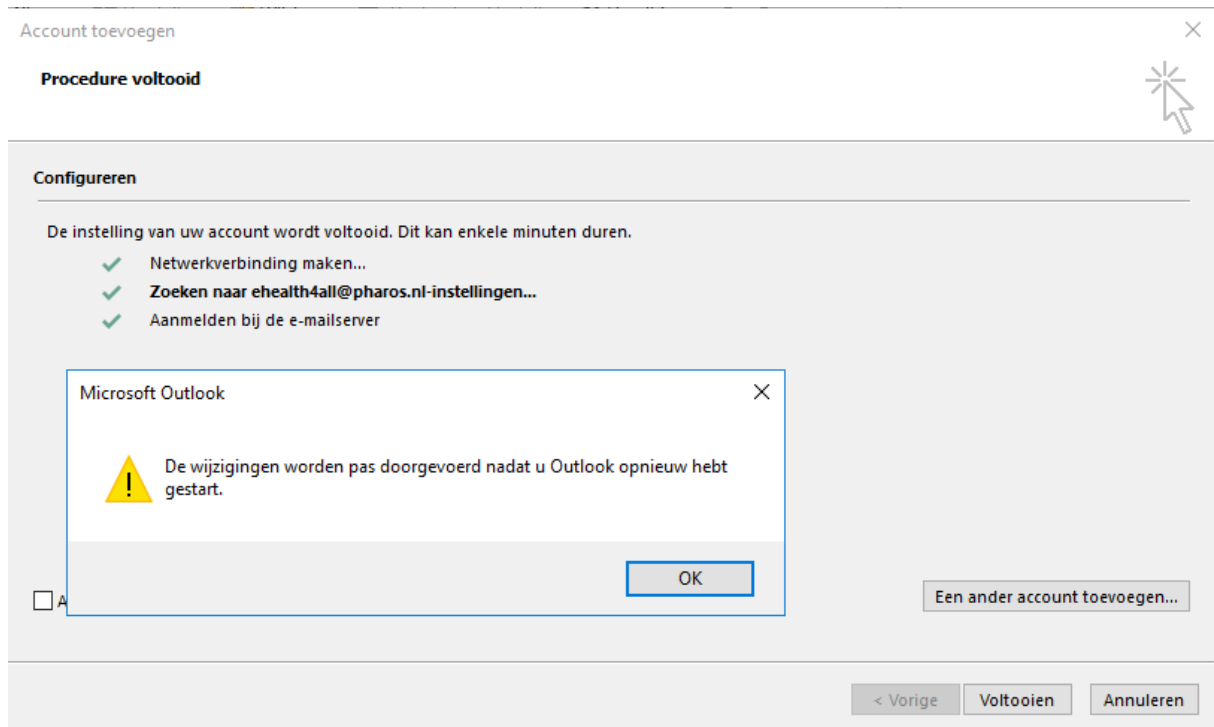 Account toevoegen
Procedure voltooid
Configureren
De instelling van uw account wordt voltooid. Dit kan enkele minuten duren.
Netwerkverbinding maken...
Zoeken naar ehealth4all@pharos.nl-instellingen...
Aanmelden bij de e-mailserver
Microsoft Outlook
De wijzigingen worden pas doorgevoerd nadat u Outlook opnieuw hebt
gestart.
OK
Een ander account toevoegen...
< Vorige
Voltooien
Annuleren